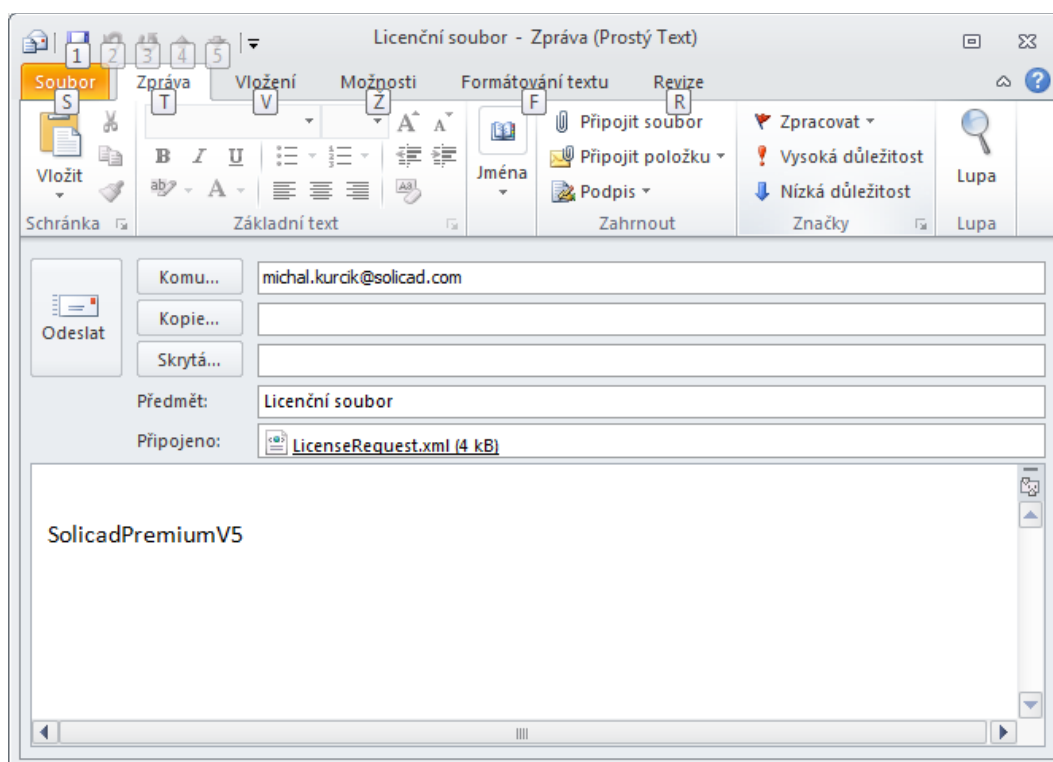 Licenční soubor - Zpráva (Prostý Text)
1 2 3 4 5
Soubor Zpráva Vložení Možnosti Formátování textu Revize
S T V Ž F R
Vložit
Schránka
B I U
A A
ab A
Aa
Základní text
Jména
Připojit soubor
Připojit položku
Podpis
Zahrnout
Zpracovat
Vysoká důležitost
Nízká důležitost
Značky
Lupa
Lupa
Odeslat
Komu... michal.kurcik@solicad.com
Kopie...
Skrytá...
Předmět: Licenční soubor
Připojeno: LicenseRequest.xml (4 kB)
SolicadPremiumV5